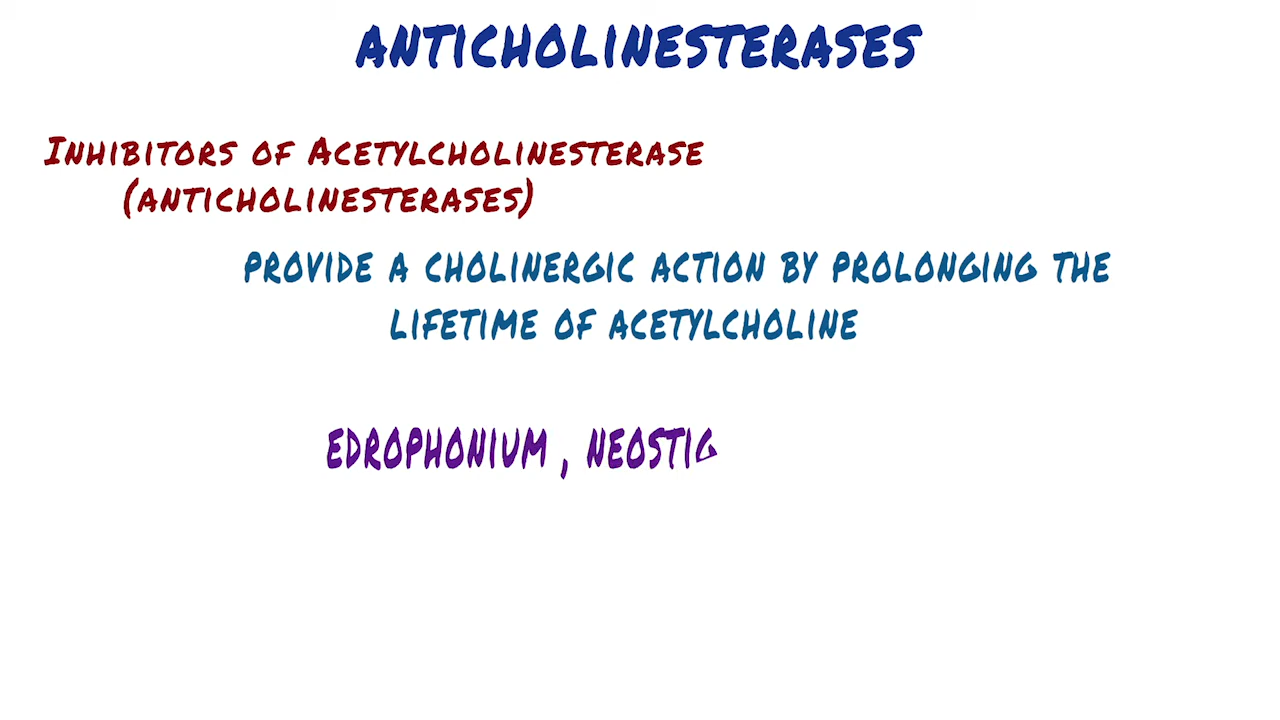 ANTICHOLINESTERASES
INHIBITORS OF ACETYLCHOLINESTERASE
(ANTICHOLINESTERASES)
PROVIDE A CHOLINERGIC ACTION BY PROLONGING THE
LIFETIME OF ACETYLCHOLINE
EDROPHONIUM , NEOSTIG